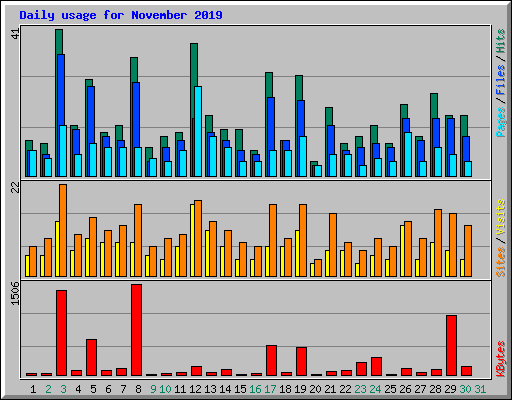 Daily usage for November 2019
41
Pages / Files / Hits
22
Sites / Visits
1506
KBytes
1 2 3 4 5 6 7 8 9 10 11 12 13 14 15 16 17 18 19 20 21 22 23 24 25 26 27 28 29 30 31